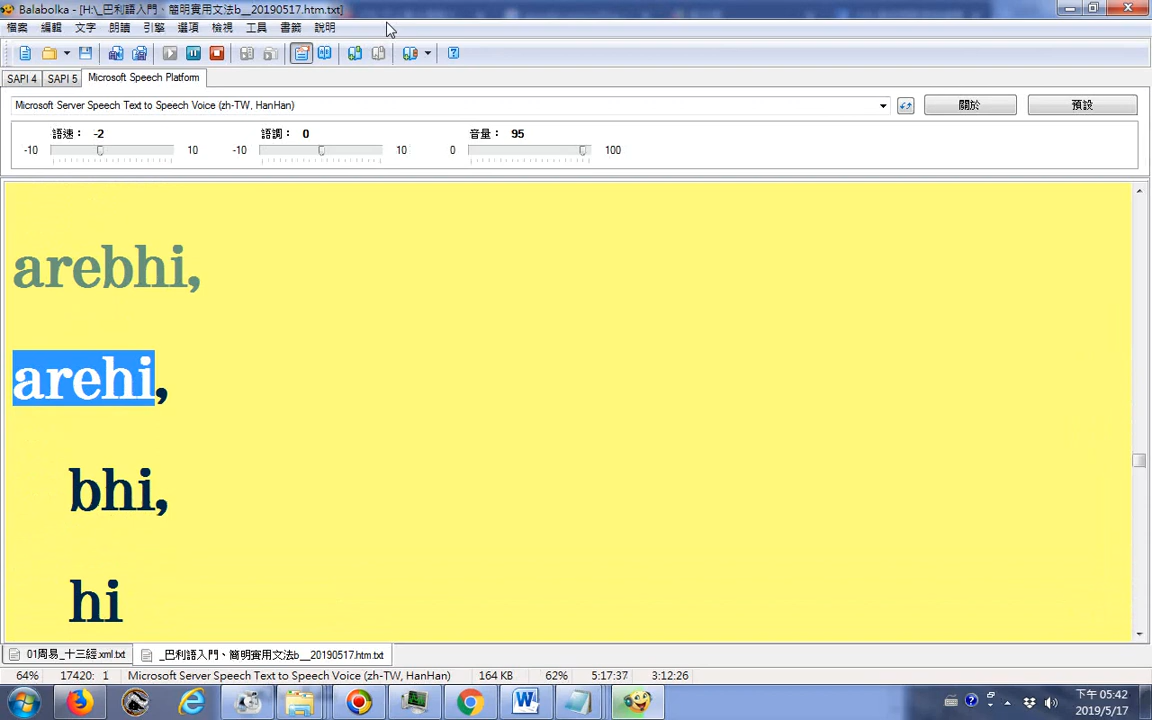 Balabolka - [H:\_巴利語入門、簡明實用文法b__20190517.htm.txt]
檔案 編輯 文字 朗讀 引擎 選項 檢視 工具 書籤 說明
SAPI 4 SAPI 5 Microsoft Speech Platform
Microsoft Server Speech Text to Speech Voice (zh-TW, HanHan) 關於 預設
語速： -2 語調： 0 音量： 95
-10 10 -10 10 0 100
arebhi,
arehi,
bhi,
hi
01周易_十三經.xml.txt _巴利語入門、簡明實用文法b__20190517.htm.txt
64% 17420: 1 Microsoft Server Speech Text to Speech Voice (zh-TW, HanHan) 164 KB 62% 5:17:37 3:12:26
下午 05:42
2019/5/17